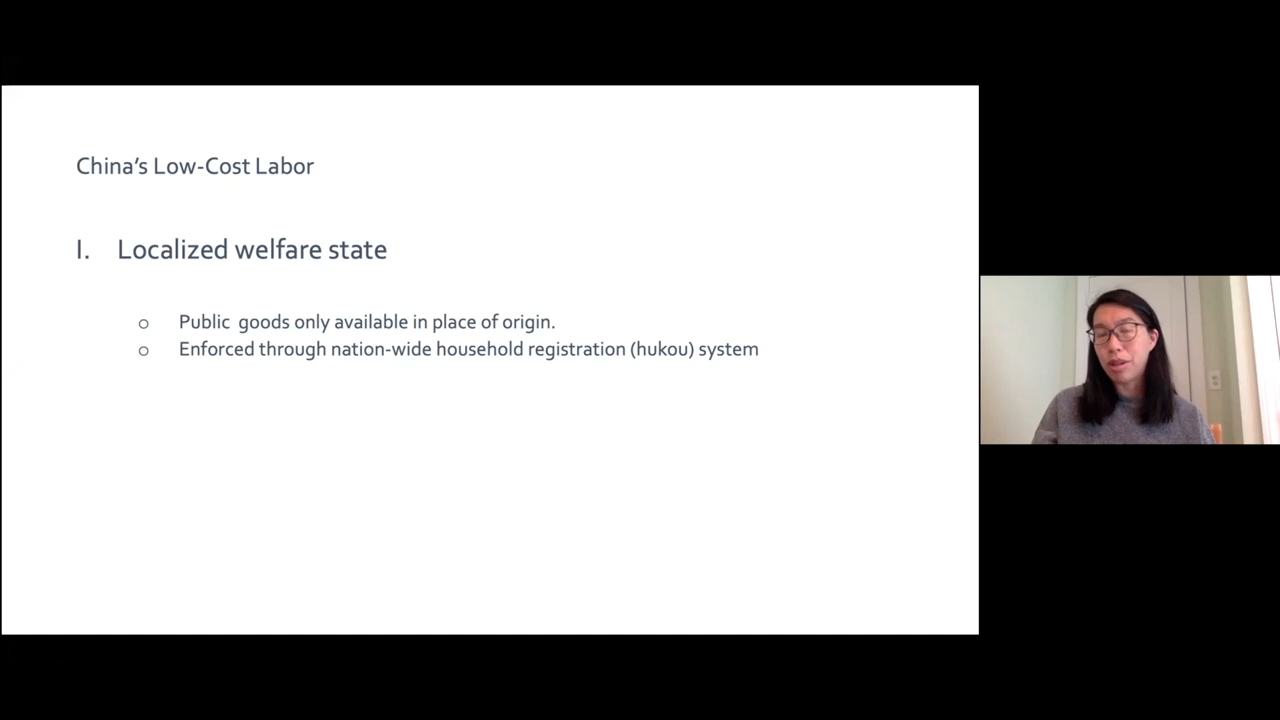 China's Low-Cost Labor
I. Localized welfare state
o Public goods only available in place of origin.
o Enforced through nation-wide household registration (hukou) system